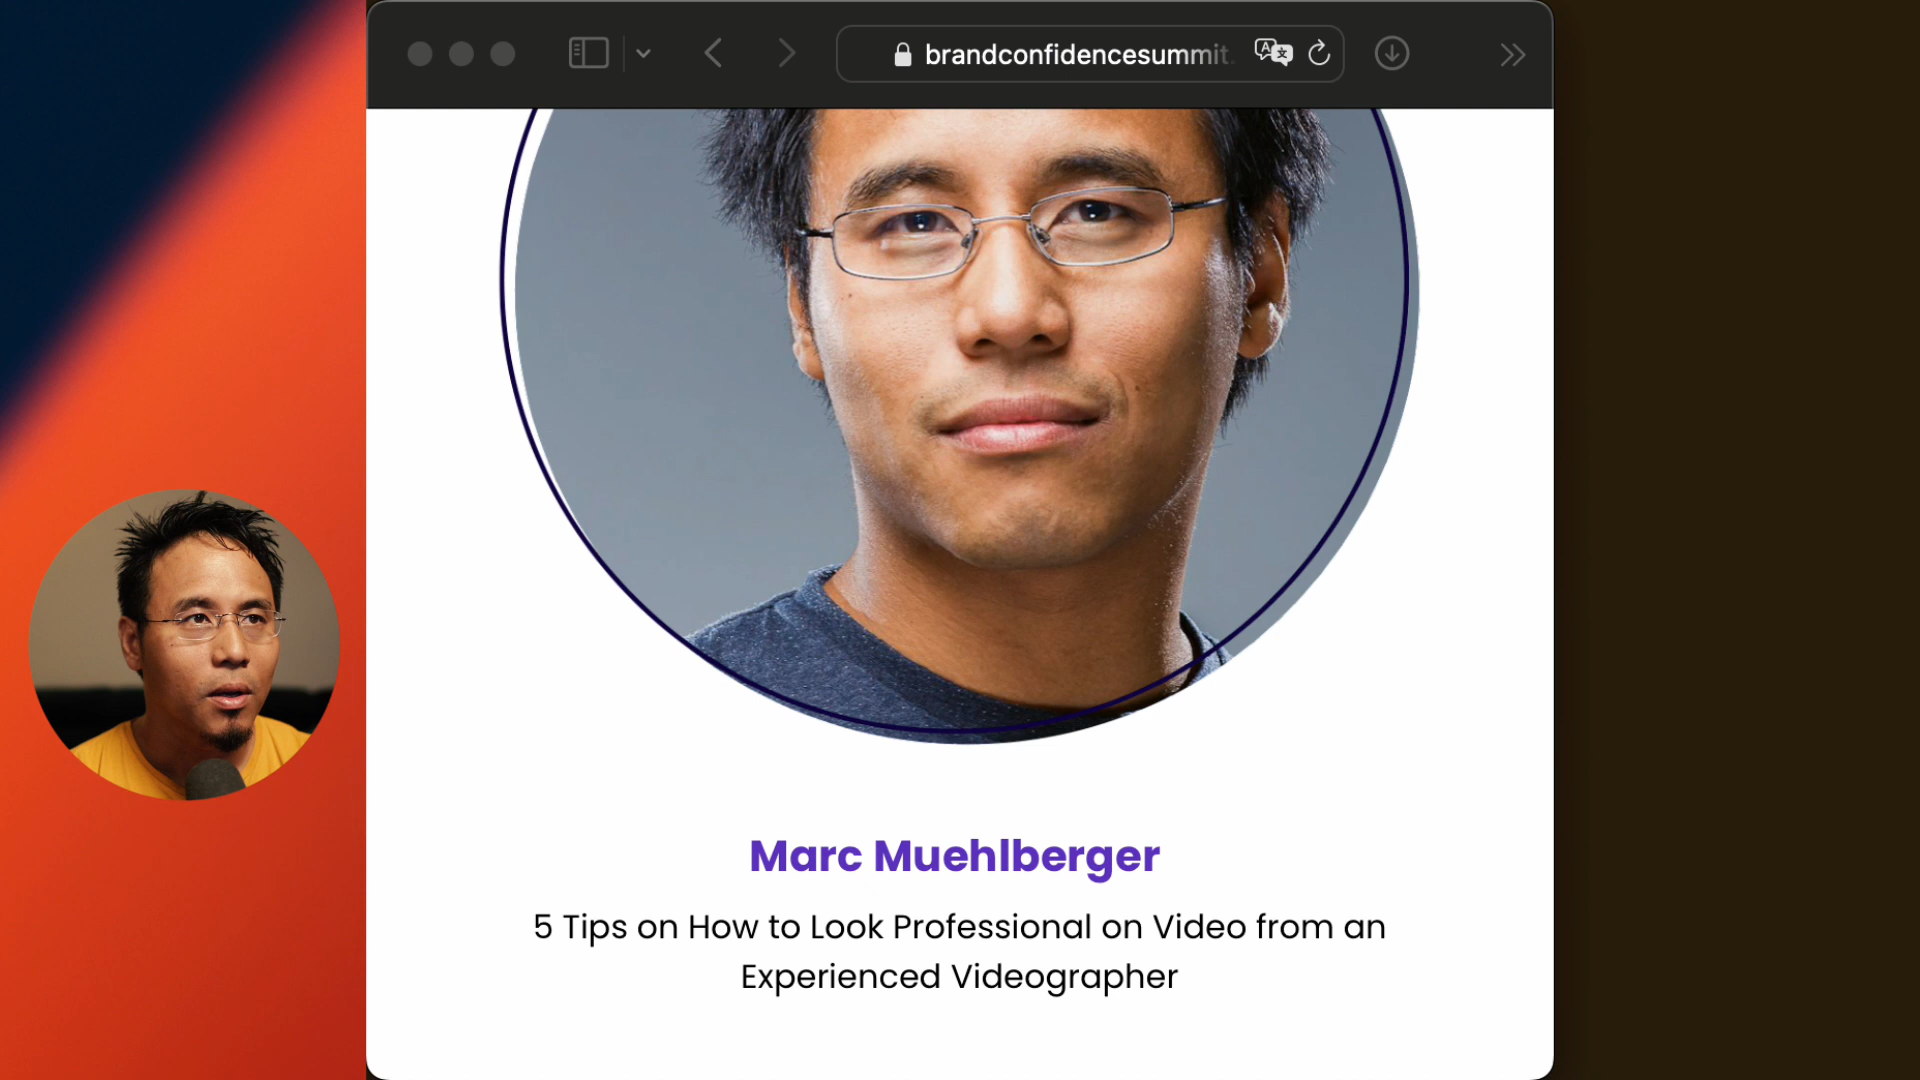 brandconfidencesummit.
Marc Muehlberger
5 Tips on How to Look Professional on Video from an
Experienced Videographer